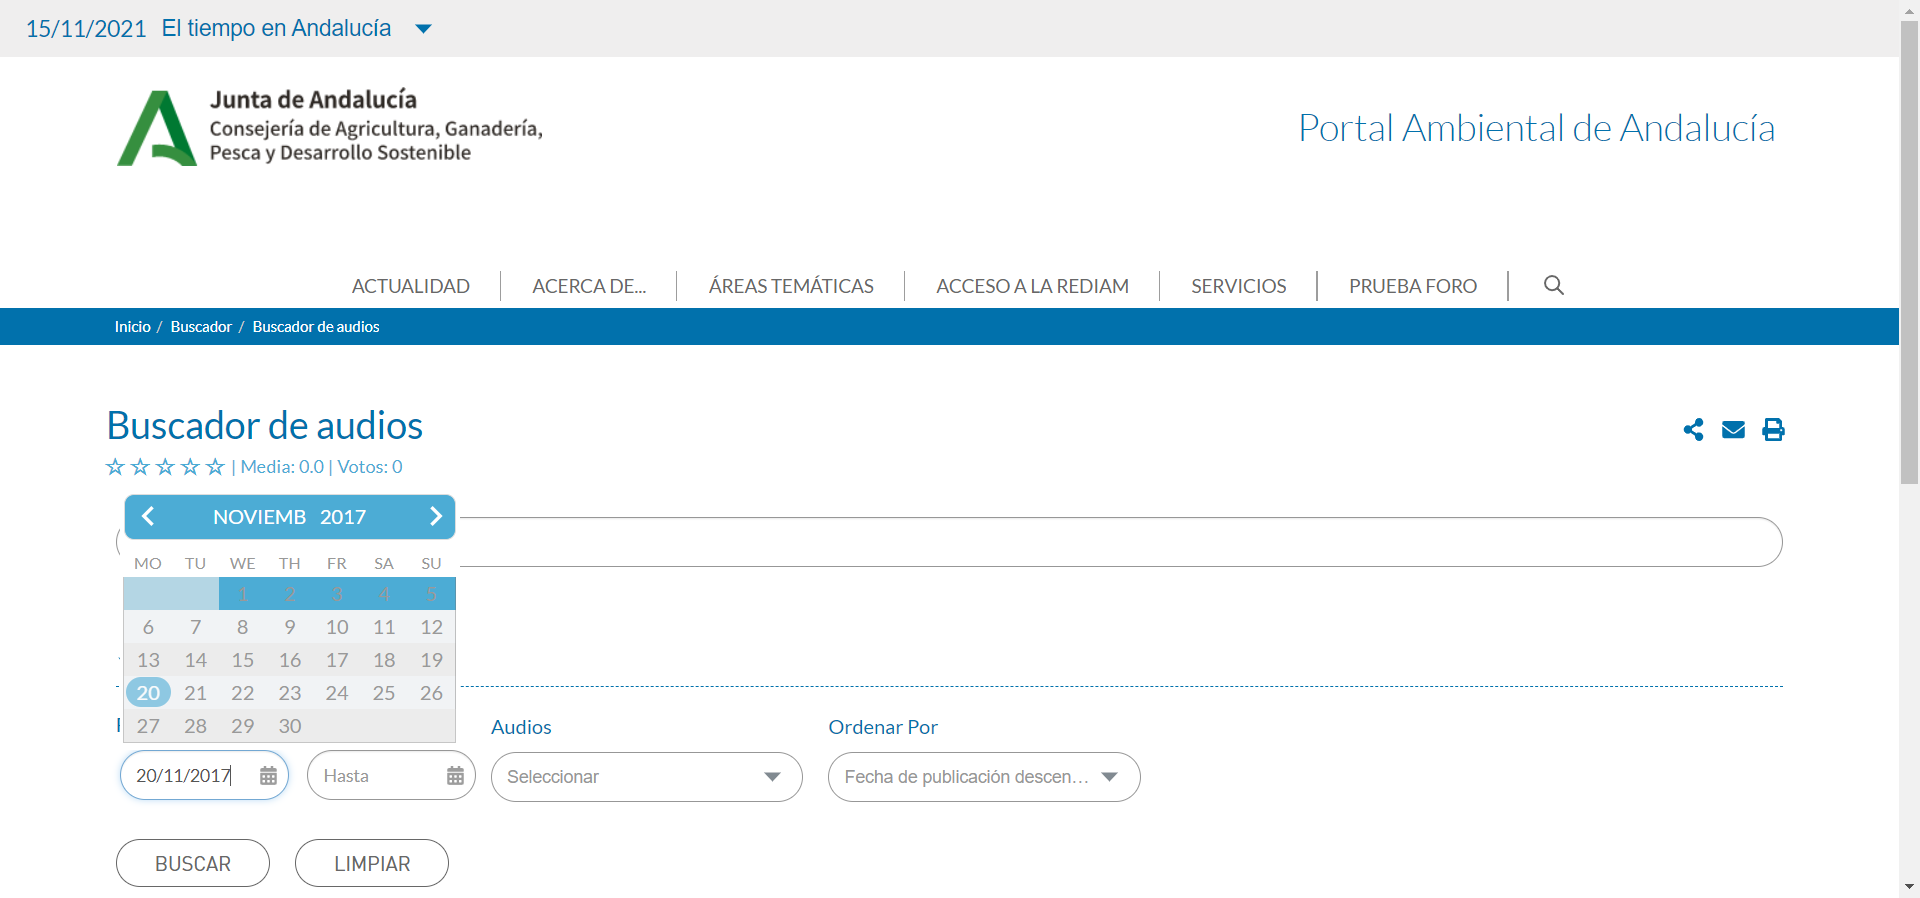 15/11/2021 El tiempo en Andalucía
Junta de Andalucía
Consejería de Agricultura, Ganadería,
Pesca y Desarrollo Sostenible
Portal Ambiental de Andalucía
ACTUALIDAD ACERCA DE... ÁREAS TEMÁTICAS ACCESO A LA REDIAM SERVICIOS PRUEBA FORO
Inicio / Buscador / Buscador de audios
Buscador de audios
| Media: 0.0 | Votos: 0
NOVIEMB 2017
MO TU WE TH FR SA SU
1 2 3 4 5
6 7 8 9 10 11 12
13 14 15 16 17 18 19
20 21 22 23 24 25 26
27 28 29 30
Audios Ordenar Por
20/11/2017 Hasta Seleccionar Fecha de publicación descen...
BUSCAR LIMPIAR